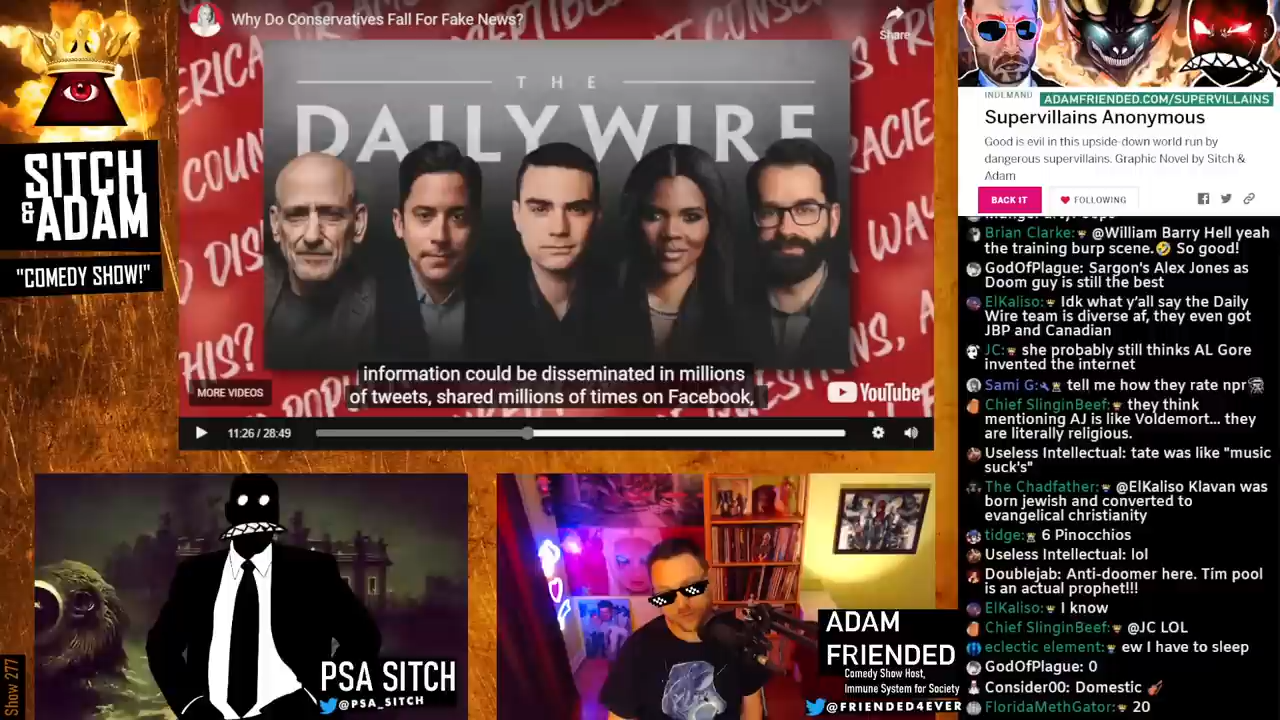 Why Do Conservatives Fall For Fake News?
Share
THE
DAILY WIRE
information could be disseminated in millions
of tweets, shared millions of times on Facebook,
MORE VIDEOS
YouTube
11:26 / 28:49
SITCH
& ADAM
"COMEDY SHOW!"
Show 277
PSA SITCH
@PSA_SITCH
ADAM
FRIENDED
Comedy Show Host,
Immune System for Society
@FRIENDED4EVER
INDEMAND
ADAMFRIENDED.COM/SUPERVILLAINS
Supervillains Anonymous
Good is evil in this upside-down world run by
dangerous supervillains. Graphic Novel by Sitch &
Adam
BACK IT
FOLLOWING
Brian Clarke: @William Barry Hell yeah
the training burp scene.🤣 So good!
GodOfPlague: Sargon's Alex Jones as
Doom guy is still the best
ElKaliso: Idk what y'all say the Daily
Wire team is diverse af, they even got
JBP and Canadian
JC: she probably still thinks AL Gore
invented the internet
Sami G: tell me how they rate npr
Chief SlinginBeef: they think
mentioning AJ is like Voldemort... they
are literally religious.
Useless Intellectual: tate was like "music
suck's"
The Chadfather: @ElKaliso Klavan was
born jewish and converted to
evangelical christianity
tidge: 6 Pinocchios
Useless Intellectual: lol
Doublejab: Anti-doomer here. Tim pool
is an actual prophet!!!
ElKaliso: I know
Chief SlinginBeef: @JC LOL
eclectic element: ew I have to sleep
GodOfPlague: 0
Consider00: Domestic 🎻
FloridaMethGator: 20